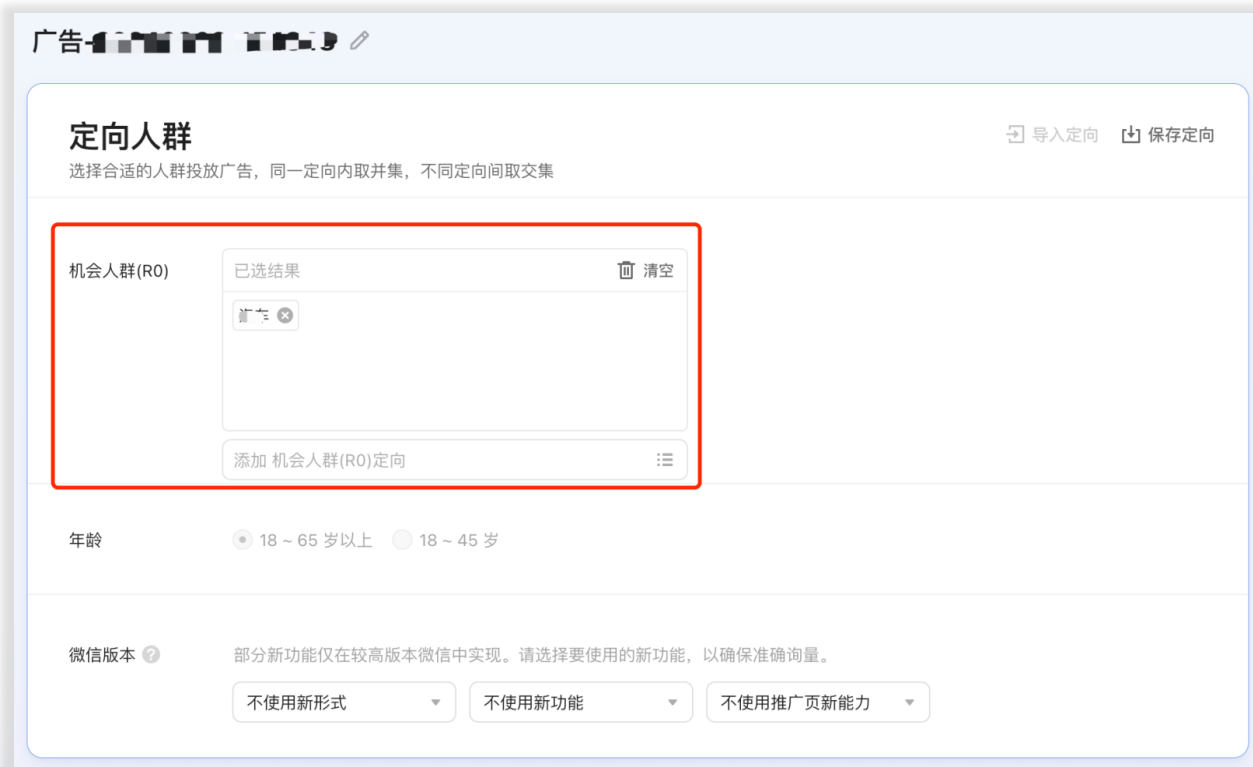 广告-
定向人群
导入定向 保存定向
选择合适的人群投放广告，同一定向内取并集，不同定向间取交集
机会人群(R0)
已选结果 清空
添加 机会人群(R0)定向
年龄 18 ~ 65 岁以上 18 ~ 45 岁
微信版本 部分新功能仅在较高版本微信中实现。请选择要使用的新功能，以确保准确询量。
不使用新形式 不使用新功能 不使用推广页新能力